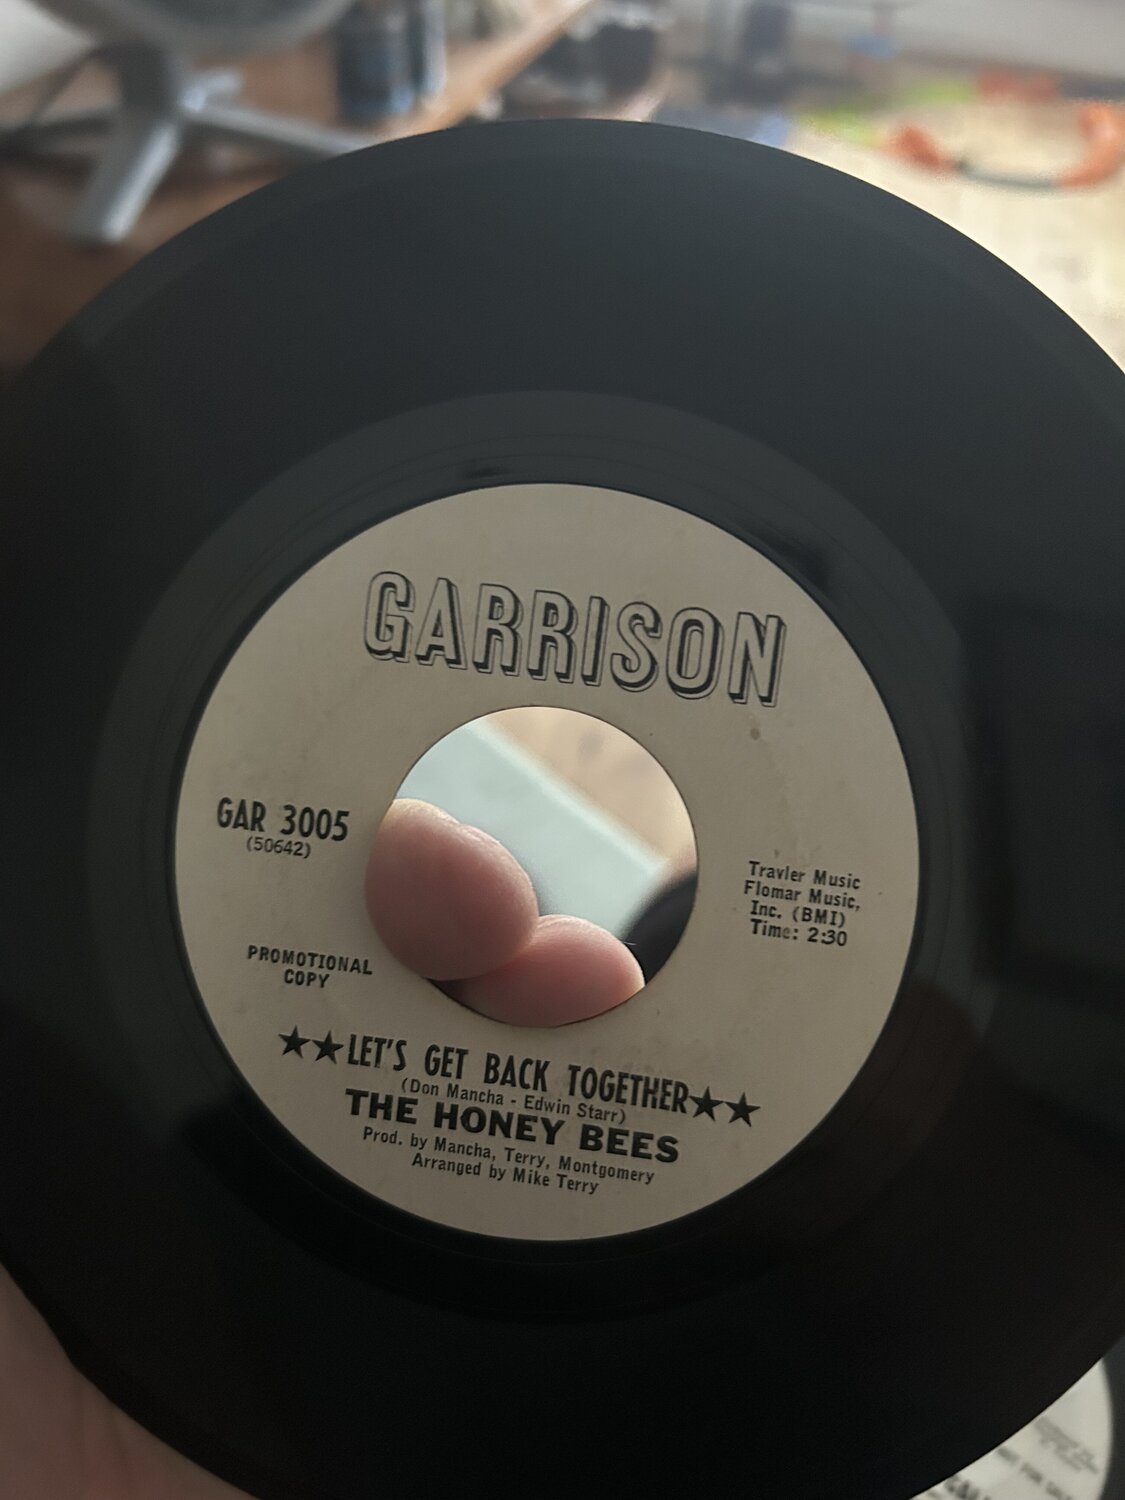 GARRISON
GAR 3005
(50642)
Travler Music
Flomar Music,
Inc. (BMI)
Time: 2:30
PROMOTIONAL
COPY
★★LET'S GET BACK TOGETHER★★
(Don Mancha - Edwin Starr)
THE HONEY BEES
Prod. by Mancha, Terry, Montgomery
Arranged by Mike Terry